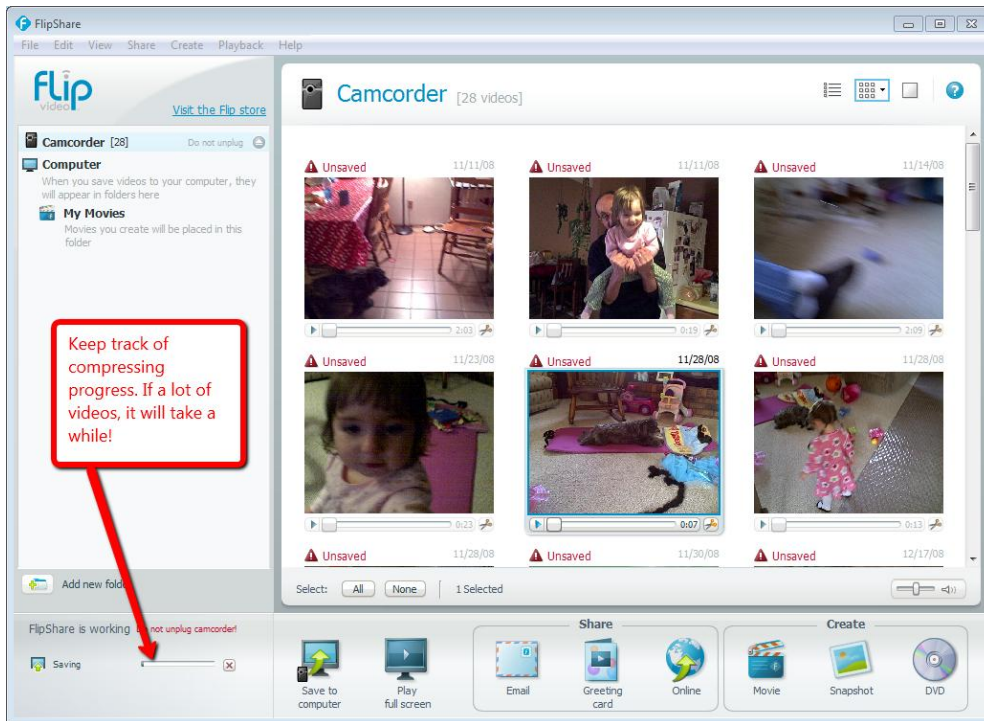 FlipShare
File Edit View Share Create Playback Help
flip
video
Visit the Flip store
Camcorder [28] Do not unplug
Computer
When you save videos to your computer, they
will appear in folders here
My Movies
Movies you create will be placed in this
folder
Keep track of
compressing
progress. If a lot of
videos, it will take a
while!
Add new folder
FlipShare is working Do not unplug camcorder!
Saving
Camcorder [28 videos]
Unsaved 11/11/08
Unsaved 11/11/08
Unsaved 11/14/08
2:03
0:19
2:09
Unsaved 11/23/08
Unsaved 11/28/08
Unsaved 11/28/08
0:23
0:07
0:13
Unsaved 11/28/08
Unsaved 11/30/08
Unsaved 12/17/08
Select: All None 1 Selected
Save to
computer
Play
full screen
Share
Email
Greeting
card
Online
Create
Movie
Snapshot
DVD